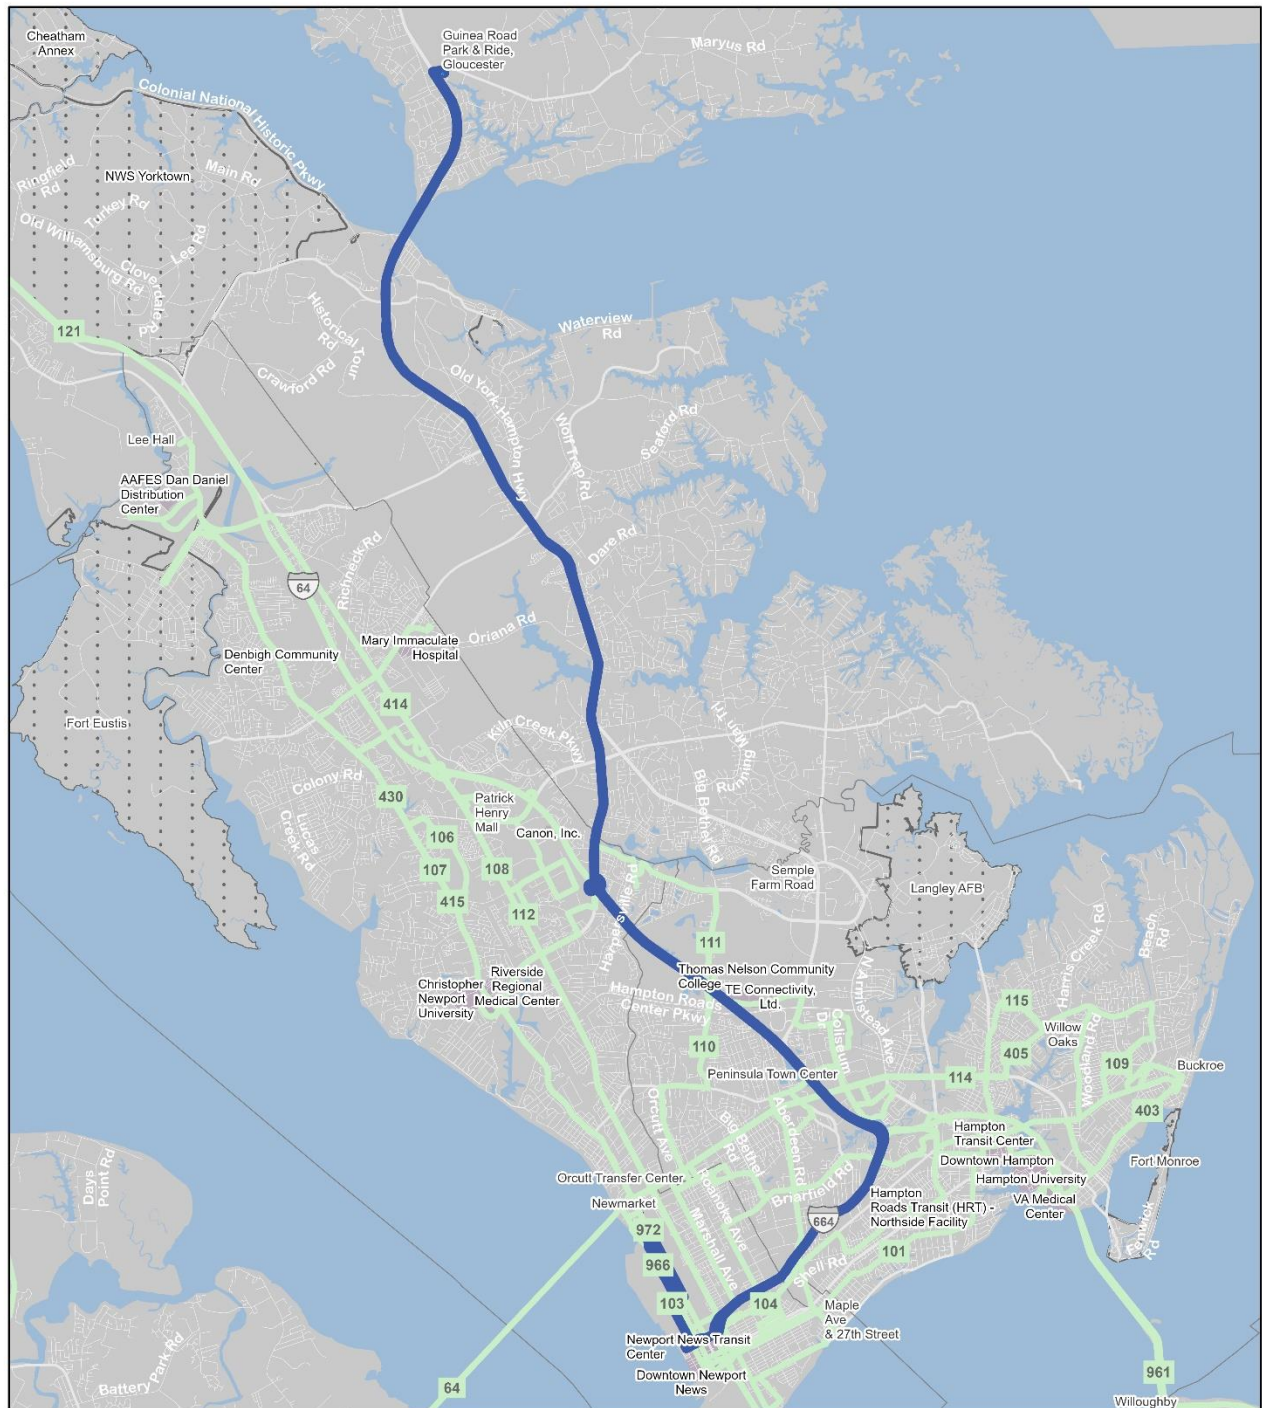 Cheatham
Annex
Guinea Road
Park & Ride,
Gloucester
Maryus Rd
Colonial National Historic Pkwy
Ringfield
Rd
NWS Yorktown
Main Rd
Turkey Rd
Old Williamsburg Rd
Lee Rd
Cloverdale
Rd
121
Historical Tour
Rd
Crawford Rd
Waterview
Rd
Old York-Hampton Hwy
Wolf Trap Rd
Seaford Rd
Lee Hall
AAFES Dan Daniel
Distribution
Center
64
Richneck Rd
Dare Rd
Oriana Rd
Mary Immaculate
Hospital
Denbigh Community
Center
Fort Eustis
414
Kiln Creek Pkwy
Running
Man Trl
Big Bethel Rd
Colony Rd
Lucas
Creek Rd
430
Patrick
Henry
Mall
Canon, Inc.
106
107
108
415
112
Harpersville Rd
Semple
Farm Road
Langley AFB
111
Harris Creek Rd
Beach
Rd
Christopher
Newport
University
Riverside
Regional
Medical Center
Thomas Nelson Community
College
TE Connectivity,
Ltd.
Hampton Roads
Center Pkwy
N Armistead
Ave
Coliseum
Dr
115
Willow
Oaks
110
405
Woodland Rd
109
Buckroe
Peninsula Town Center
114
403
Orcutt Ave
Big
Bethel
Rd
Aberdeen Rd
Hampton
Transit Center
Downtown Hampton
Fort Monroe
Hampton University
VA Medical
Center
Days
Point Rd
Orcutt Transfer Center
Newmarket
Roanoke Ave
Briarfield Rd
Hampton
Roads Transit (HRT) -
Northside Facility
664
972
Marshall Ave
966
Shell Rd
101
Fenwick
Rd
103
104
Maple
Ave
& 27th Street
Newport News Transit
Center
Downtown Newport
News
Battery Park Rd
64
961
Willoughby